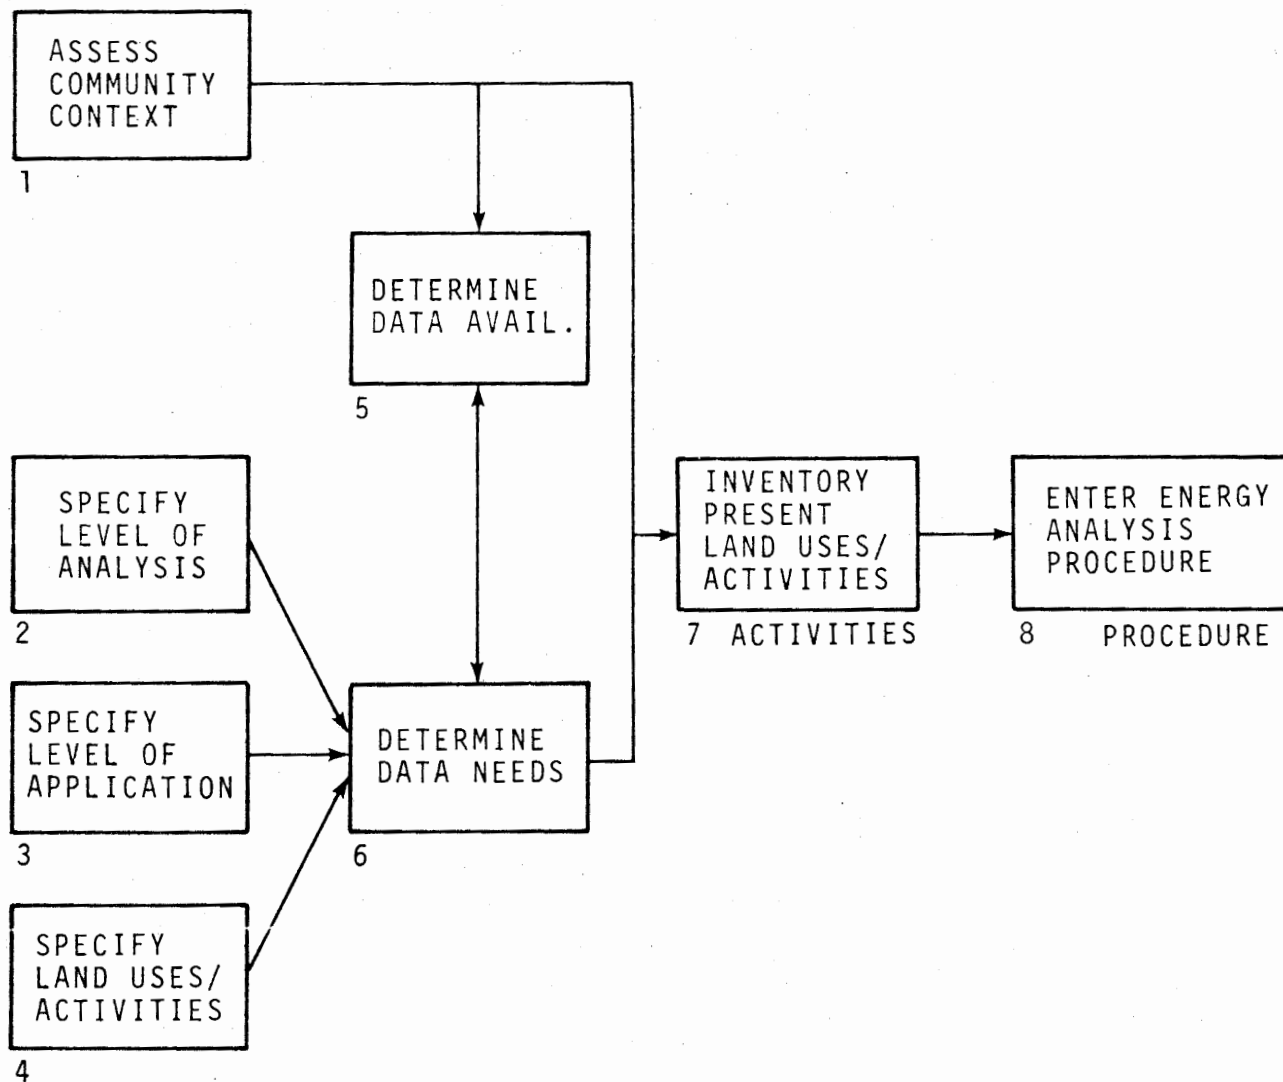 ASSESS
COMMUNITY
CONTEXT
1
DETERMINE
DATA AVAIL.
5
SPECIFY
LEVEL OF
ANALYSIS
2
SPECIFY
LEVEL OF
APPLICATION
3
SPECIFY
LAND USES/
ACTIVITIES
4
DETERMINE
DATA NEEDS
6
INVENTORY
PRESENT
LAND USES/
ACTIVITIES
7 ACTIVITIES
ENTER ENERGY
ANALYSIS
PROCEDURE
8 PROCEDURE